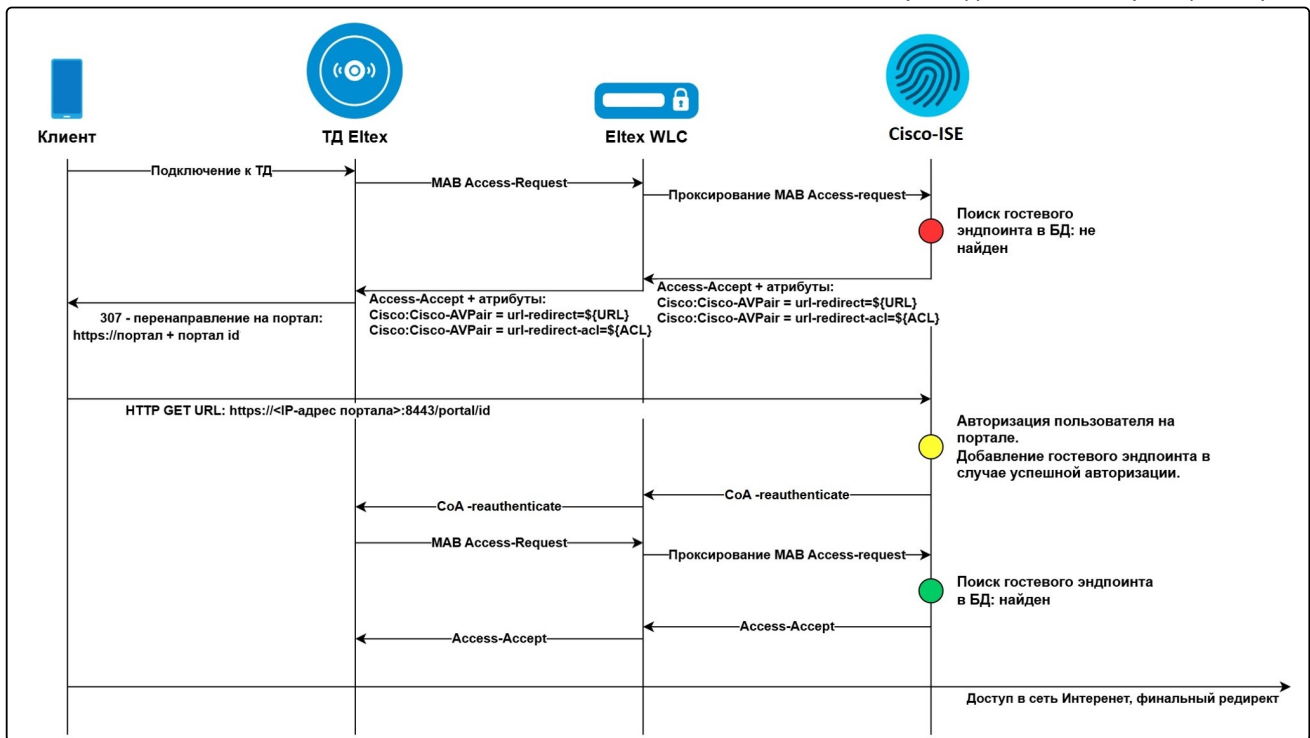 Клиент
ТД Eltex
Eltex WLC
Cisco-ISE
Подключение к ТД
MAB Access-Request
Проксирование MAB Access-request
Поиск гостевого
эндпоинта в БД: не
найден
Access-Accept + атрибуты:
Cisco:Cisco-AVPair = url-redirect=${URL}
Cisco:Cisco-AVPair = url-redirect-acl=${ACL}
Access-Accept + атрибуты:
Cisco:Cisco-AVPair = url-redirect=${URL}
Cisco:Cisco-AVPair = url-redirect-acl=${ACL}
307 - перенаправление на портал:
https://портал + портал id
HTTP GET URL: https://<IP-адрес портала>:8443/portal/id
Авторизация пользователя на
портале.
Добавление гостевого эндпоинта в
случае успешной авторизации.
CoA -reauthenticate
CoA -reauthenticate
MAB Access-Request
Проксирование MAB Access-request
Поиск гостевого эндпоинта
в БД: найден
Access-Accept
Access-Accept
Доступ в сеть Интеренет, финальный редирект